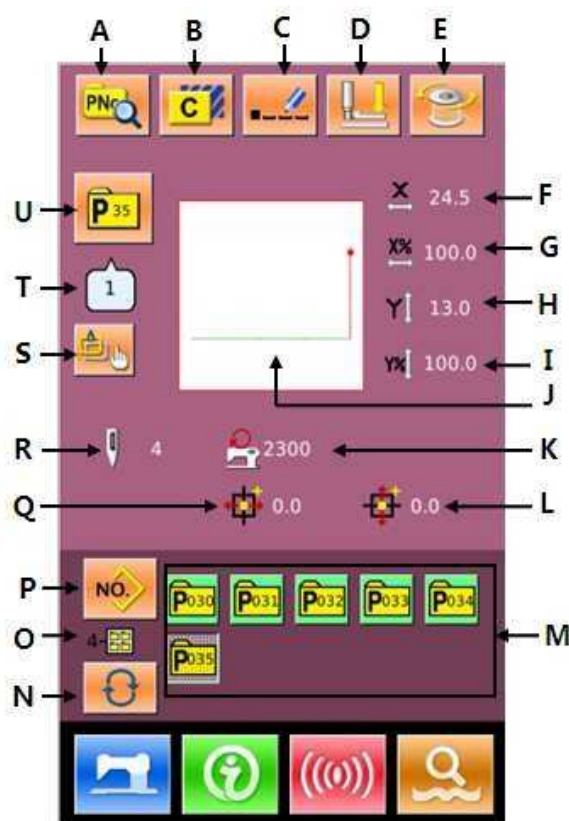 A B C D E
PNo C
U P 35 X 24.5 F
X% 100.0 G
T 1 Y 13.0 H
S Y% 100.0 I
J
R 4 2300 K
Q 0.0 0.0 L
P NO. P030 P031 P032 P033 P034
O 4- P035 M
N